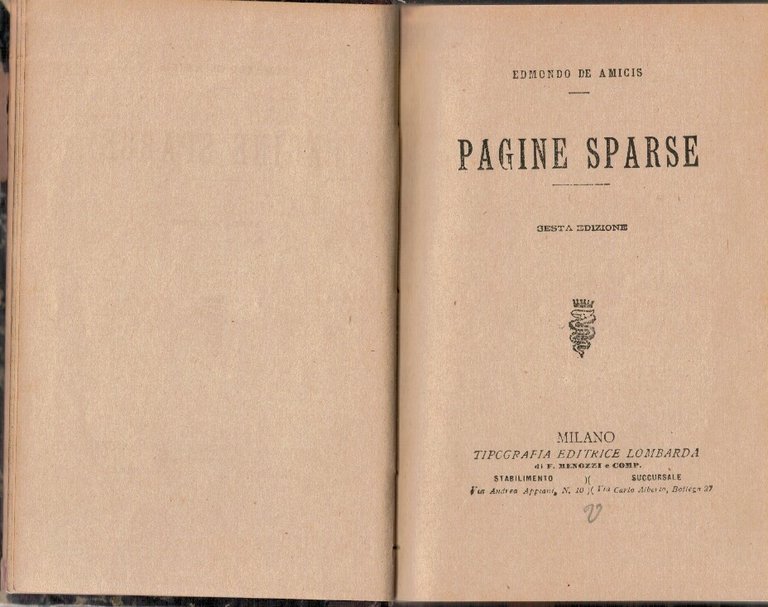 EDMONDO DE AMICIS
PAGINE SPARSE
SESTA EDIZIONE
MILANO
TIPOGRAFIA EDITRICE LOMBARDA
di F. MENOZZI e COMP.
STABILIMENTO )( SUCCURSALE
Via Andrea Appiani, N. 10 )( Via Carlo Alberto, Bottega 27